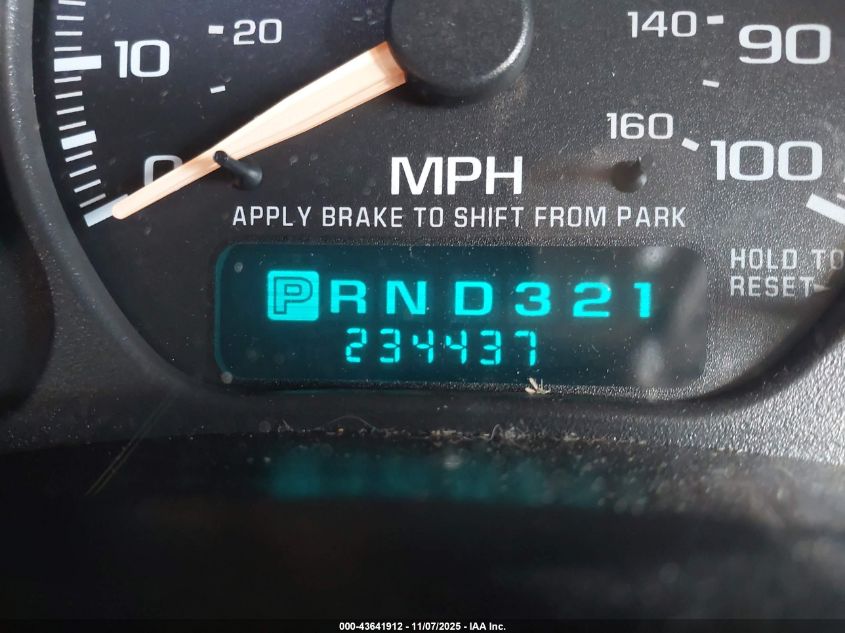 10 20 140 90
0 160 100
MPH
APPLY BRAKE TO SHIFT FROM PARK
HOLD TO
RESET
P R N D 3 2 1
234437
000-43641912 - 11/07/2025 - IAA Inc.